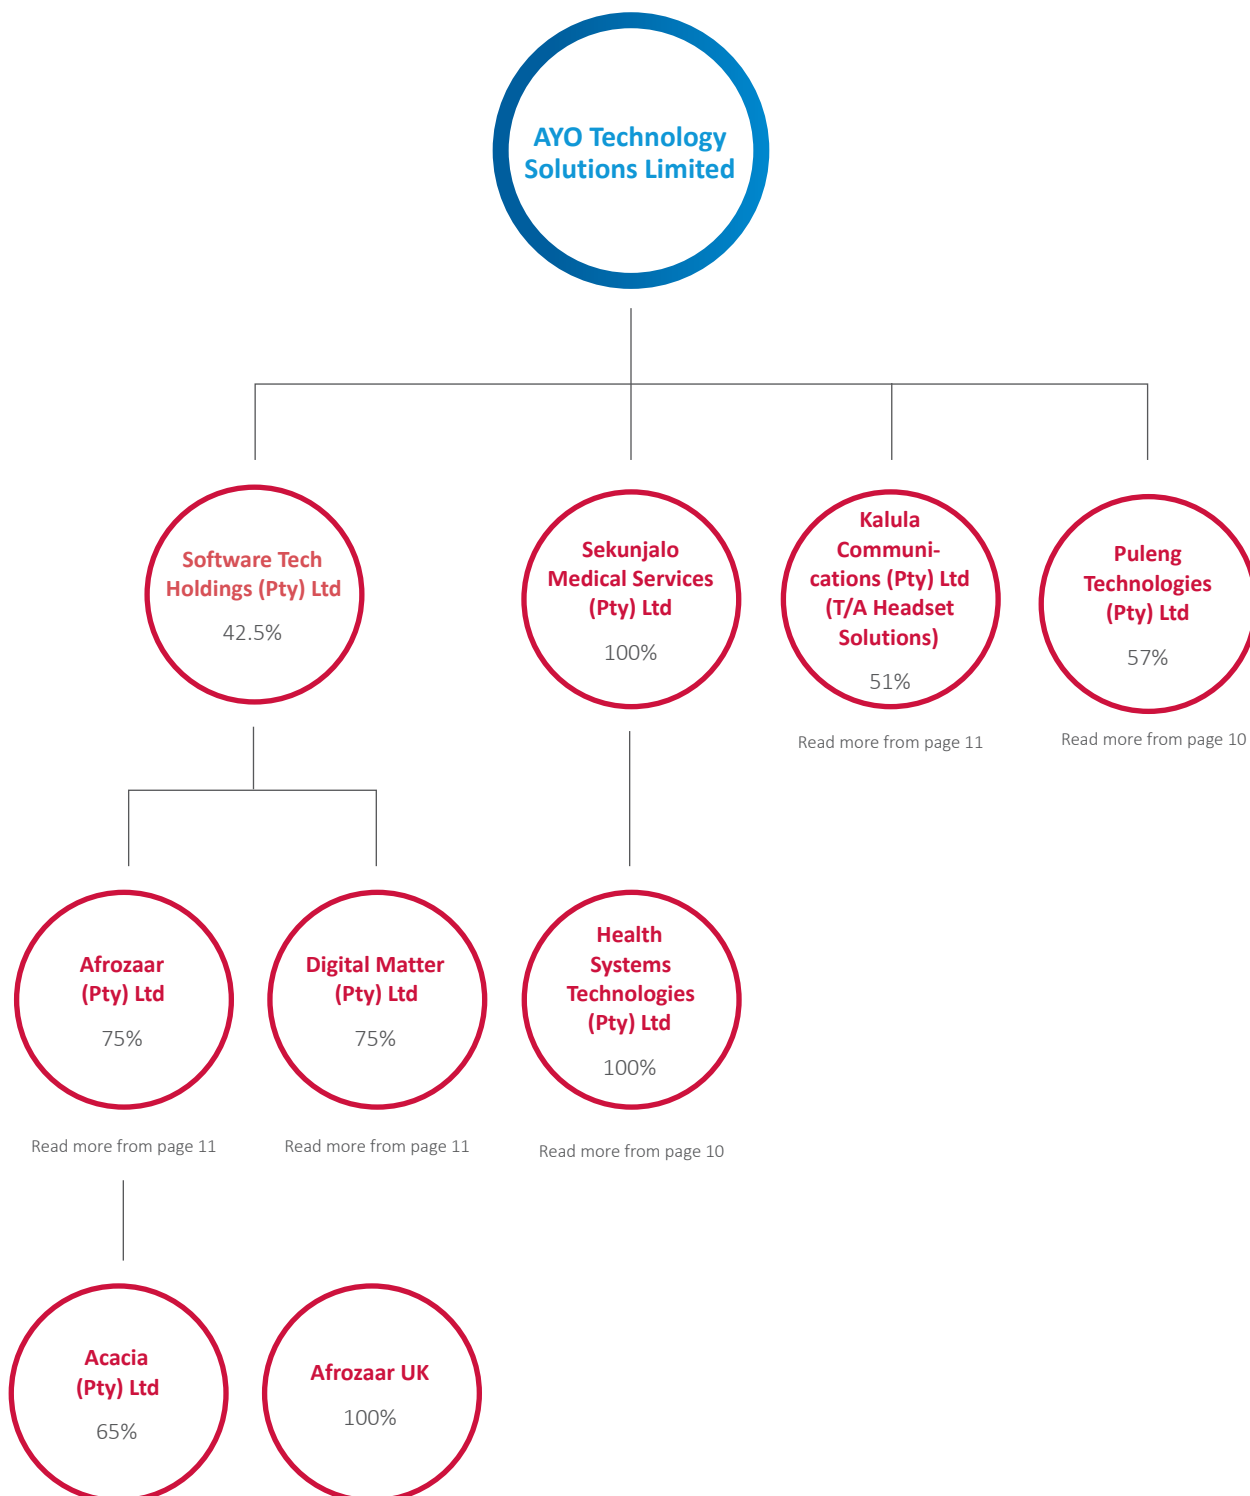 AYO Technology
Solutions Limited
Software Tech
Holdings (Pty) Ltd
42.5%
Sekunjalo
Medical Services
(Pty) Ltd
100%
Kalula
Communi-
cations (Pty) Ltd
(T/A Headset
Solutions)
51%
Read more from page 11
Puleng
Technologies
(Pty) Ltd
57%
Read more from page 10
Afrozaar
(Pty) Ltd
75%
Read more from page 11
Digital Matter
(Pty) Ltd
75%
Read more from page 11
Health
Systems
Technologies
(Pty) Ltd
100%
Read more from page 10
Acacia
(Pty) Ltd
65%
Afrozaar UK
100%